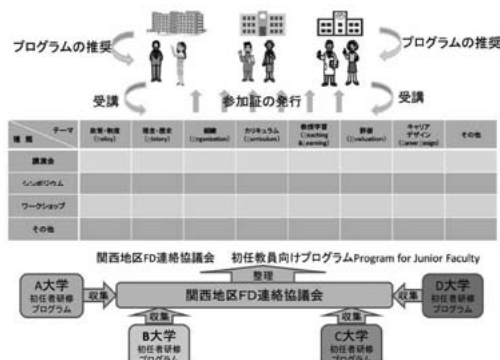 プログラムの推奨
プログラムの推奨
受講
参加証の発行
受講
テーマ
種類
政策・制度
理念・歴史
組織
カリキュラム
教授学習
評価
キャリア
デザイン
その他
講演会
シンポジウム
ワークショップ
その他
関西地区FD連絡協議会 初任教員向けプログラムProgram for Junior Faculty
整理
関西地区FD連絡協議会
A大学
初任者研修
プログラム
収集
収集
D大学
初任者研修
プログラム
収集
B大学
初任者研修
プログラム
収集
C大学
初任者研修
プログラム